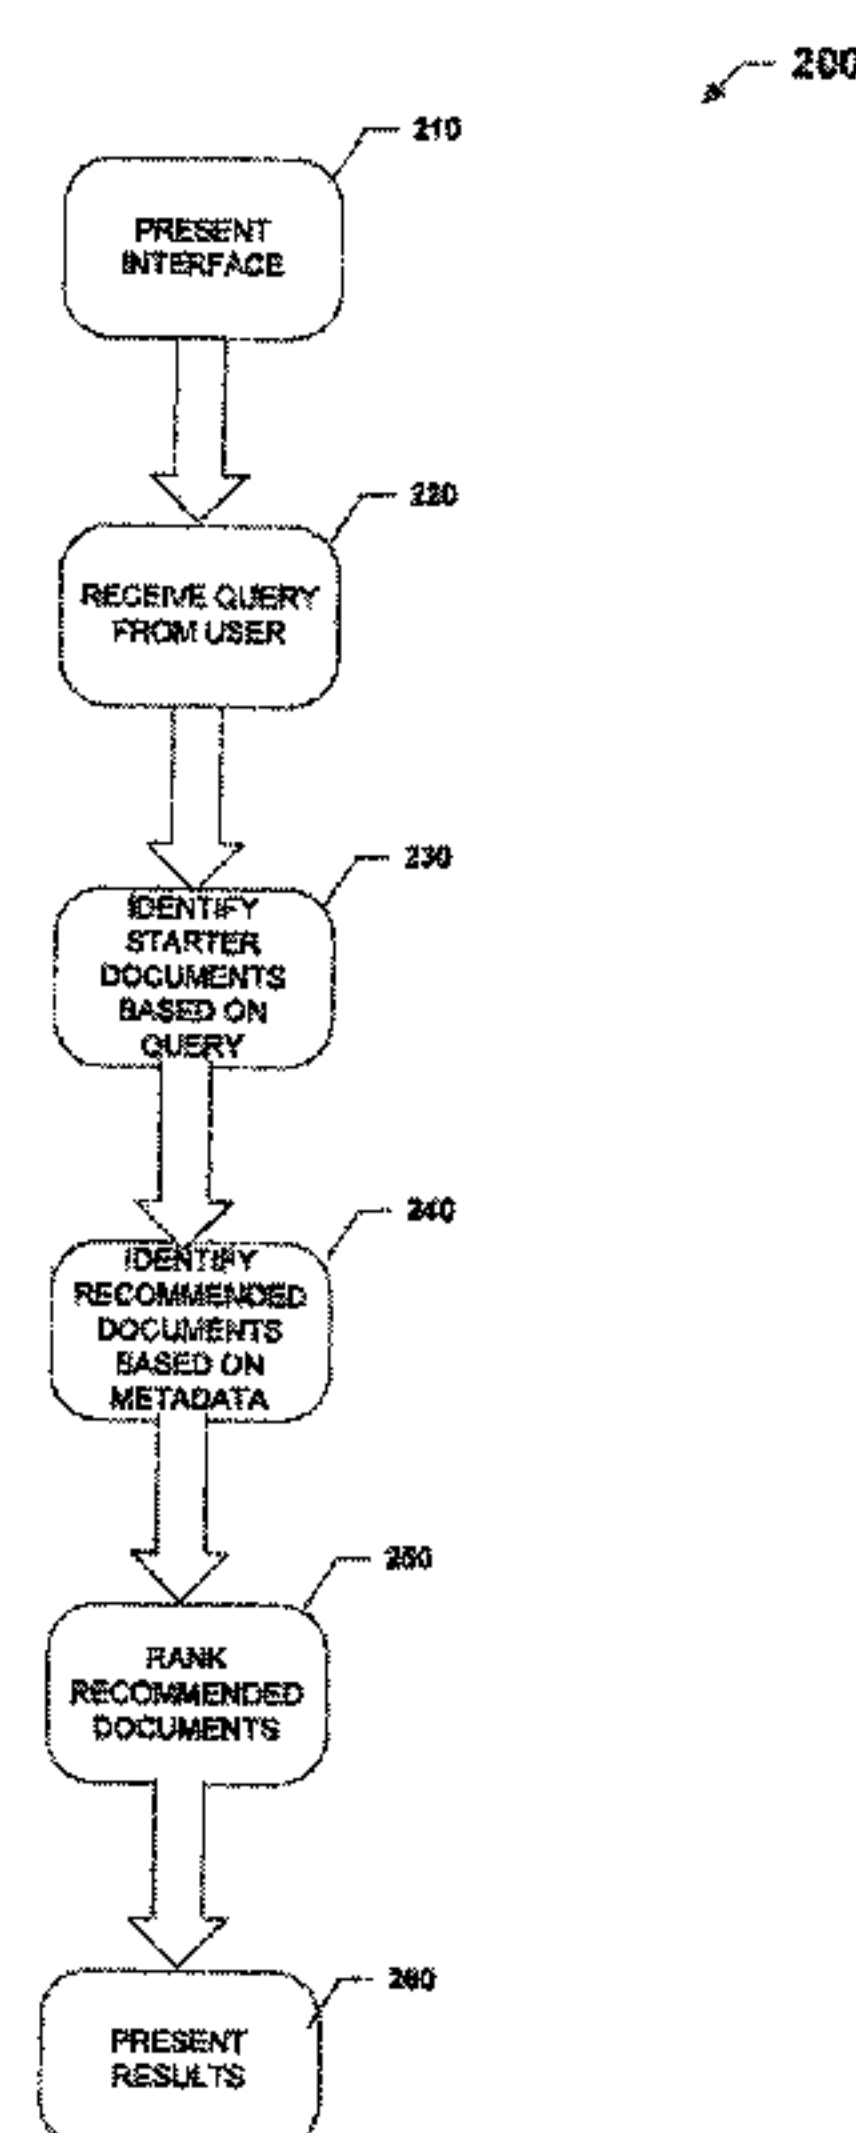 200
210
PRESENT
INTERFACE
220
RECEIVE QUERY
FROM USER
230
IDENTIFY
STARTER
DOCUMENTS
BASED ON
QUERY
240
IDENTIFY
RECOMMENDED
DOCUMENTS
BASED ON
METADATA
250
RANK
RECOMMENDED
DOCUMENTS
260
PRESENT
RESULTS